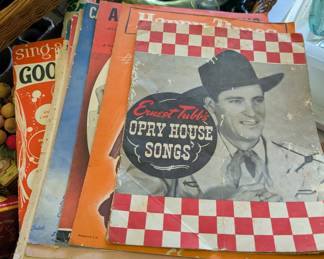 Sing-
GOO
C
A
Ernest Tubb's
OPRY HOUSE
SONGS